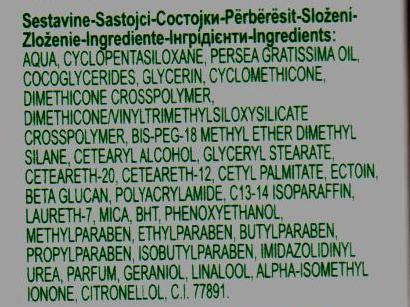 Sestavine-Sastojci-Состојки-Përbërësit-Složení-
Zloženie-Ingrediente-Інгрідієнти-Ingredients:
AQUA, CYCLOPENTASILOXANE, PERSEA GRATISSIMA OIL,
COCOGLYCERIDES, GLYCERIN, CYCLOMETHICONE,
DIMETHICONE CROSSPOLYMER,
DIMETHICONE/VINYLTRIMETHYLSILOXYSILICATE
CROSSPOLYMER, BIS-PEG-18 METHYL ETHER DIMETHYL
SILANE, CETEARYL ALCOHOL, GLYCERYL STEARATE,
CETEARETH-20, CETEARETH-12, CETYL PALMITATE, ECTOIN,
BETA GLUCAN, POLYACRYLAMIDE, C13-14 ISOPARAFFIN,
LAURETH-7, MICA, BHT, PHENOXYETHANOL,
METHYLPARABEN, ETHYLPARABEN, BUTYLPARABEN,
PROPYLPARABEN, ISOBUTYLPARABEN, IMIDAZOLIDINYL
UREA, PARFUM, GERANIOL, LINALOOL, ALPHA-ISOMETHYL
IONONE, CITRONELLOL, C.I. 77891.